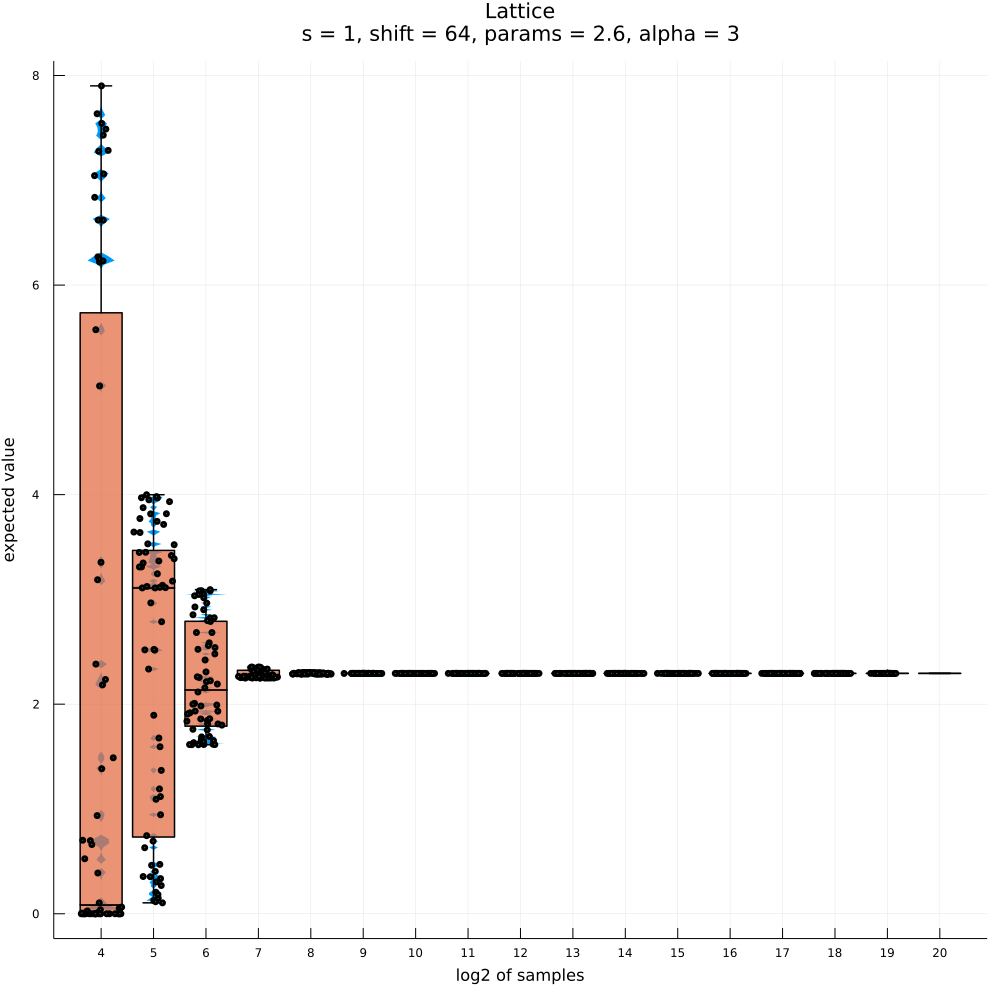 Lattice
s = 1, shift = 64, params = 2.6, alpha = 3
expected value
8
6
4
2
0
4 5 6 7 8 9 10 11 12 13 14 15 16 17 18 19 20
log2 of samples